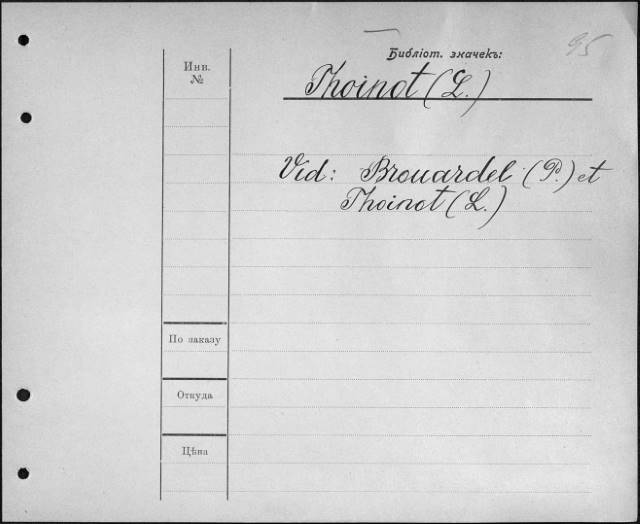 Библіот. значекъ:
95
Инв.
№
Thoinot (L.)
Vid: Brouardel (P.) et
Thoinot (L.)
По заказу
Откуда
Цѣна